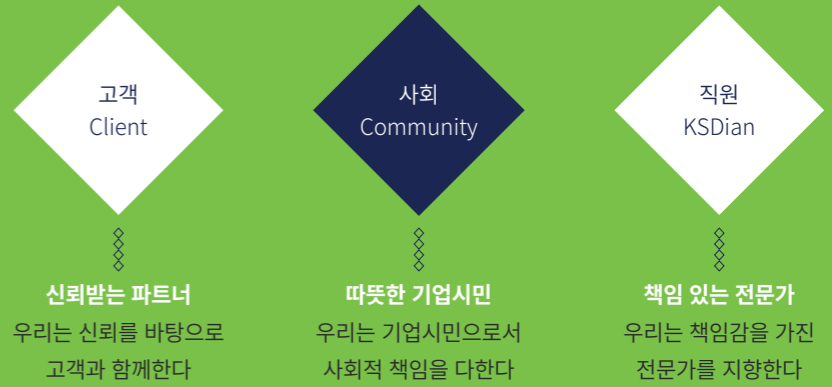 고객
Client
신뢰받는 파트너
우리는 신뢰를 바탕으로
고객과 함께한다
사회
Community
따뜻한 기업시민
우리는 기업시민으로서
사회적 책임을 다한다
직원
KSDian
책임 있는 전문가
우리는 책임감을 가진
전문가를 지향한다